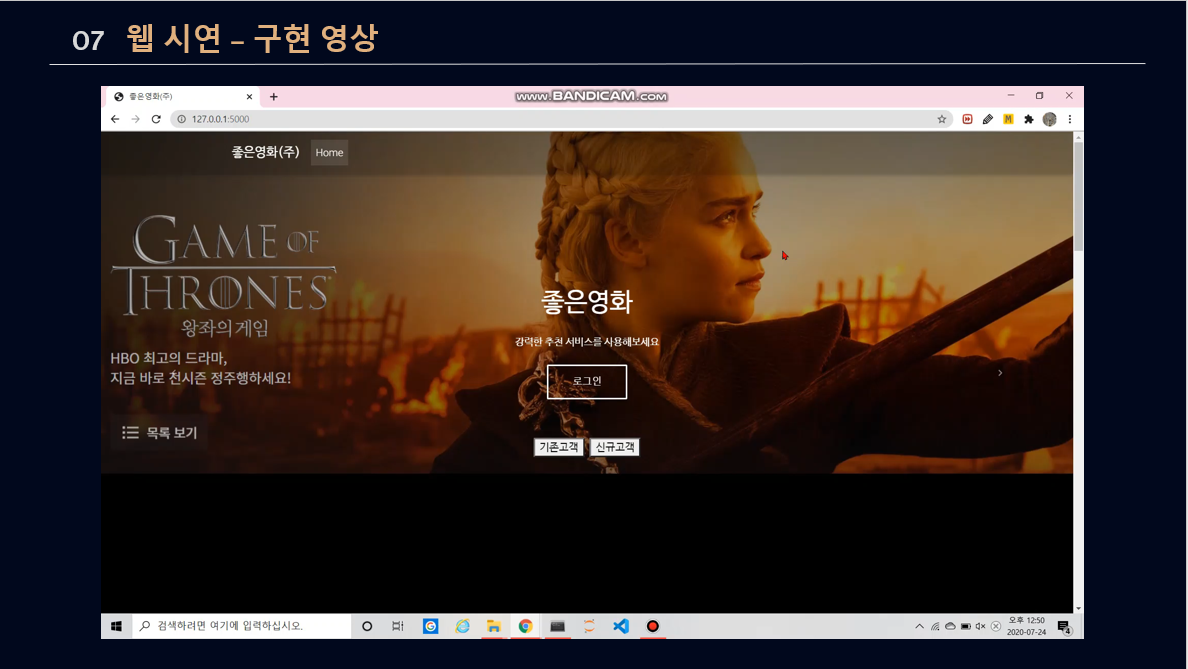 07 웹 시연 – 구현 영상
좋은영화(주)
www.BANDICAM.com
127.0.0.1:5000
M
좋은영화(주) Home
GAME OF
THRONES
왕좌의 게임
HBO 최고의 드라마,
지금 바로 전시즌 정주행하세요!
목록 보기
좋은영화
강력한 추천 서비스를 사용해보세요
로그인
기존고객 신규고객
검색하려면 여기에 입력하십시오.
오후 12:50
2020-07-24
4